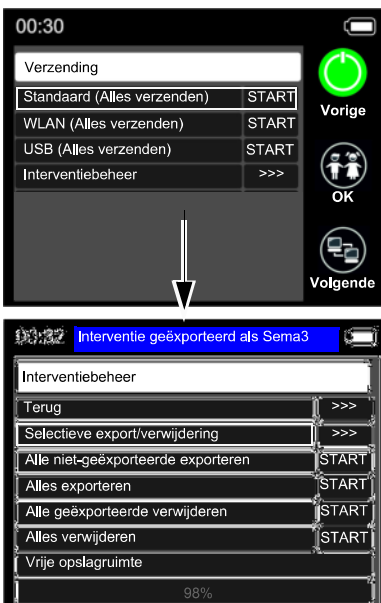 00:30
Verzending
Standaard (Alles verzenden) START
WLAN (Alles verzenden) START
USB (Alles verzenden) START
Interventiebeheer >>>
Vorige
OK
Volgende
Interventie geëxporteerd als Sema3
Interventiebeheer
Terug >>>
Selectieve export/verwijdering >>>
Alle niet-geëxporteerde exporteren START
Alles exporteren START
Alle geëxporteerde verwijderen START
Alles verwijderen START
Vrije opslagruimte
98%